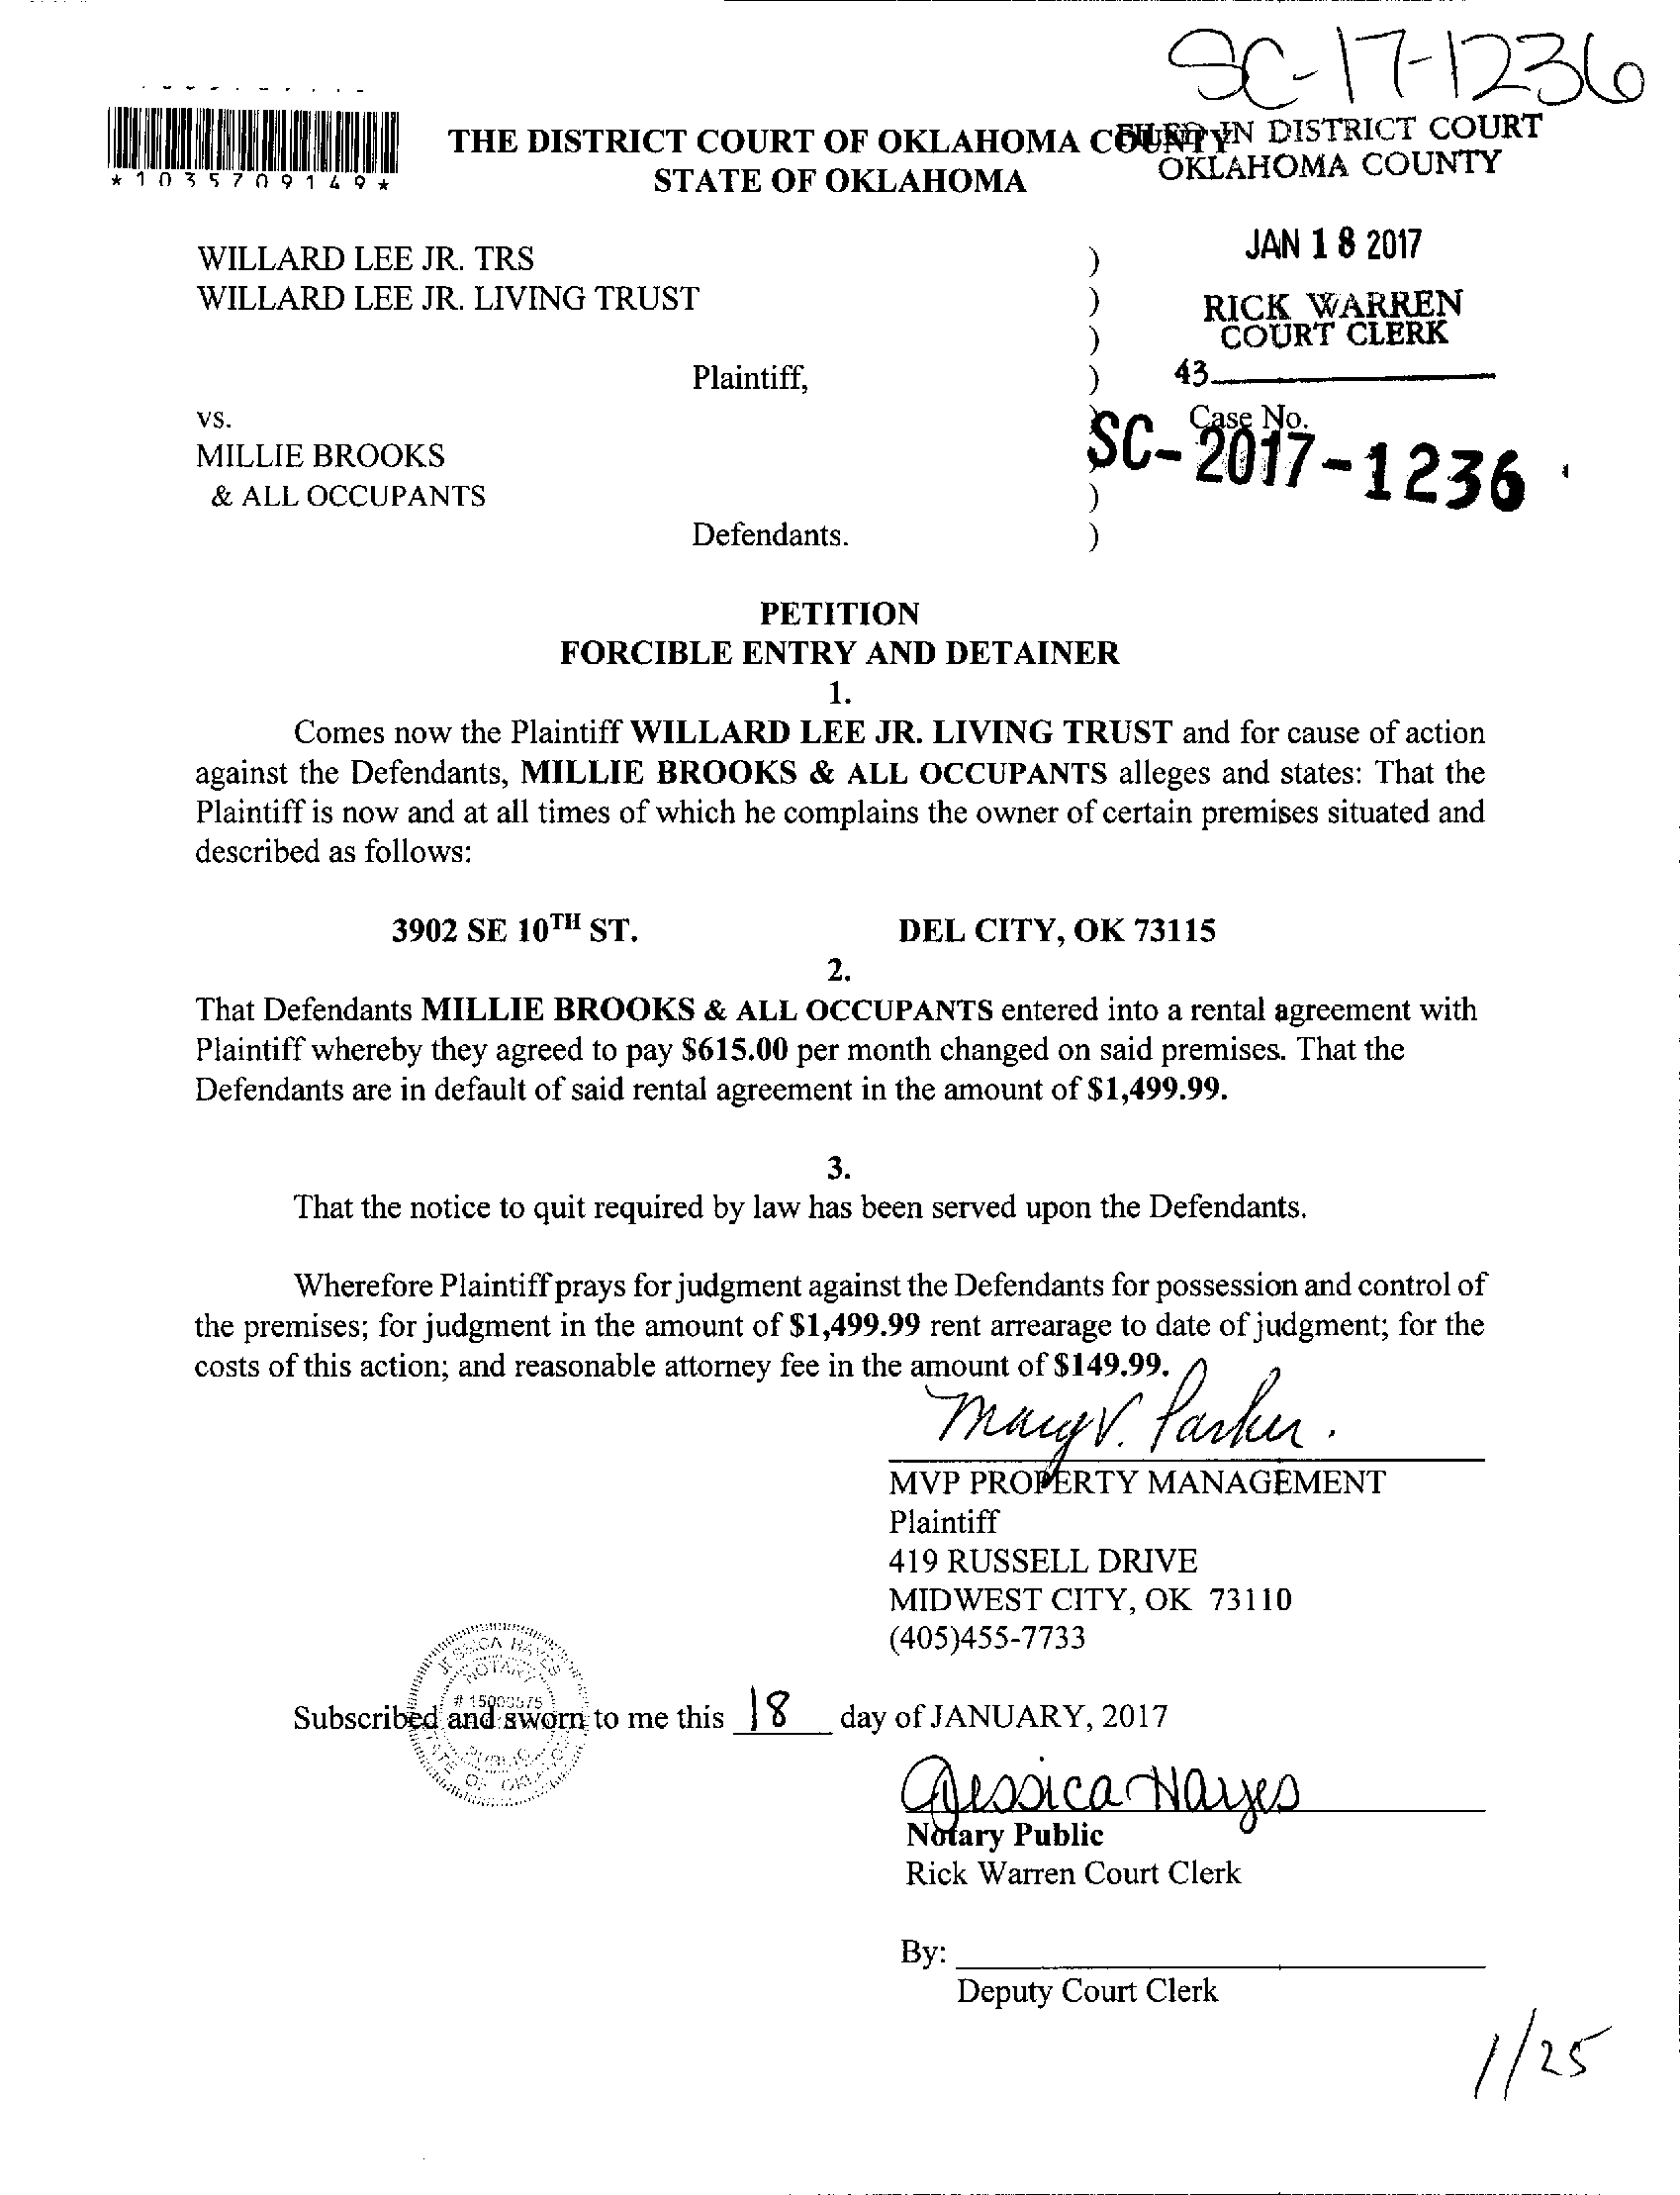 SC-17-1236
*1035709149*
THE DISTRICT COURT OF OKLAHOMA COUNTY
STATE OF OKLAHOMA
FILED IN DISTRICT COURT
OKLAHOMA COUNTY
JAN 18 2017
RICK WARREN
COURT CLERK
43
WILLARD LEE JR. TRS )
WILLARD LEE JR. LIVING TRUST )
)
Plaintiff, )
vs. ) Case No.
MILLIE BROOKS ) SC-2017-1236
& ALL OCCUPANTS )
Defendants. )
PETITION
FORCIBLE ENTRY AND DETAINER
1.
Comes now the Plaintiff WILLARD LEE JR. LIVING TRUST and for cause of action
against the Defendants, MILLIE BROOKS & ALL OCCUPANTS alleges and states: That the
Plaintiff is now and at all times of which he complains the owner of certain premises situated and
described as follows:
3902 SE 10TH ST. DEL CITY, OK 73115
2.
That Defendants MILLIE BROOKS & ALL OCCUPANTS entered into a rental agreement with
Plaintiff whereby they agreed to pay $615.00 per month changed on said premises. That the
Defendants are in default of said rental agreement in the amount of $1,499.99.
3.
That the notice to quit required by law has been served upon the Defendants.
Wherefore Plaintiff prays for judgment against the Defendants for possession and control of
the premises; for judgment in the amount of $1,499.99 rent arrearage to date of judgment; for the
costs of this action; and reasonable attorney fee in the amount of $149.99.
Mary V. Parker.
MVP PROPERTY MANAGEMENT
Plaintiff
419 RUSSELL DRIVE
MIDWEST CITY, OK 73110
(405)455-7733
JESSICA HAYES
NOTARY
PUBLIC
STATE OF OKLA
Subscribed and sworn to me this 18 day of JANUARY, 2017
Jessica Hayes
Notary Public
Rick Warren Court Clerk
By:
Deputy Court Clerk
1/25